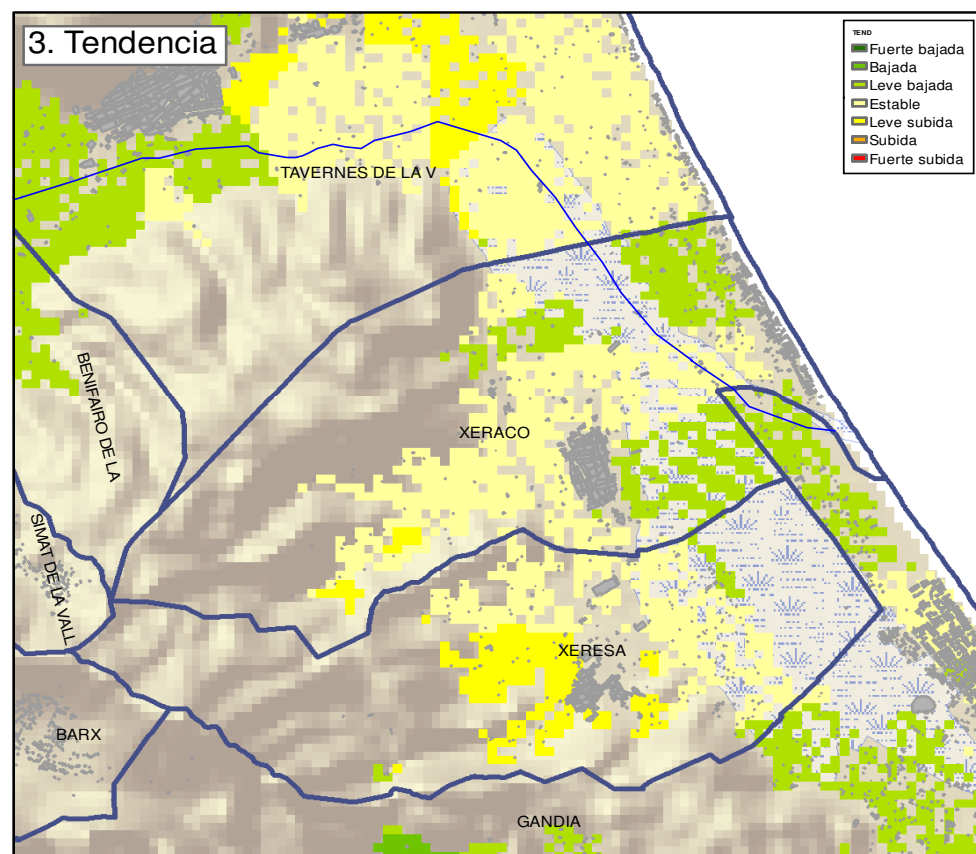 3. Tendencia
TEND
Fuerte bajada
Bajada
Leve bajada
Estable
Leve subida
Subida
Fuerte subida
TAVERNES DE LA V
BENIFAIRO DE LA
XERACO
SIMAT DE LA VALL
XERESA
BARX
GANDIA